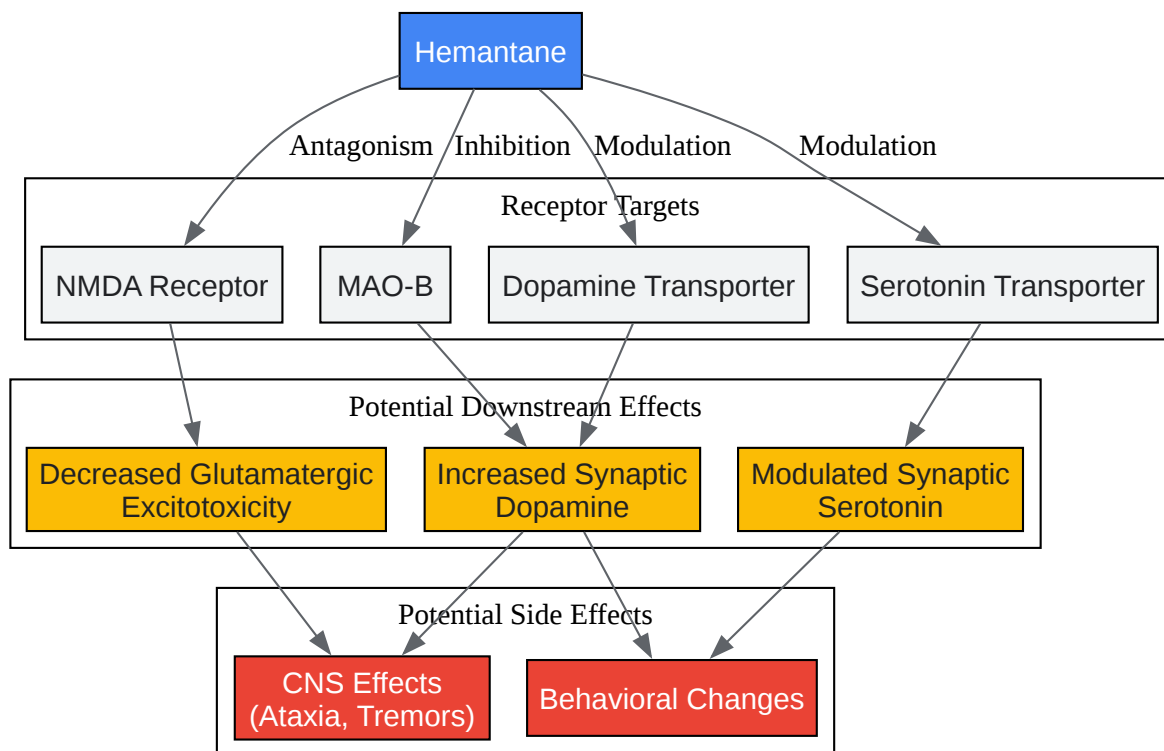 Hemantane
Antagonism
Inhibition
Modulation
Modulation
Receptor Targets
NMDA Receptor
MAO-B
Dopamine Transporter
Serotonin Transporter
Potential Downstream Effects
Decreased Glutamatergic
Excitotoxicity
Increased Synaptic
Dopamine
Modulated Synaptic
Serotonin
Potential Side Effects
CNS Effects
(Ataxia, Tremors)
Behavioral Changes